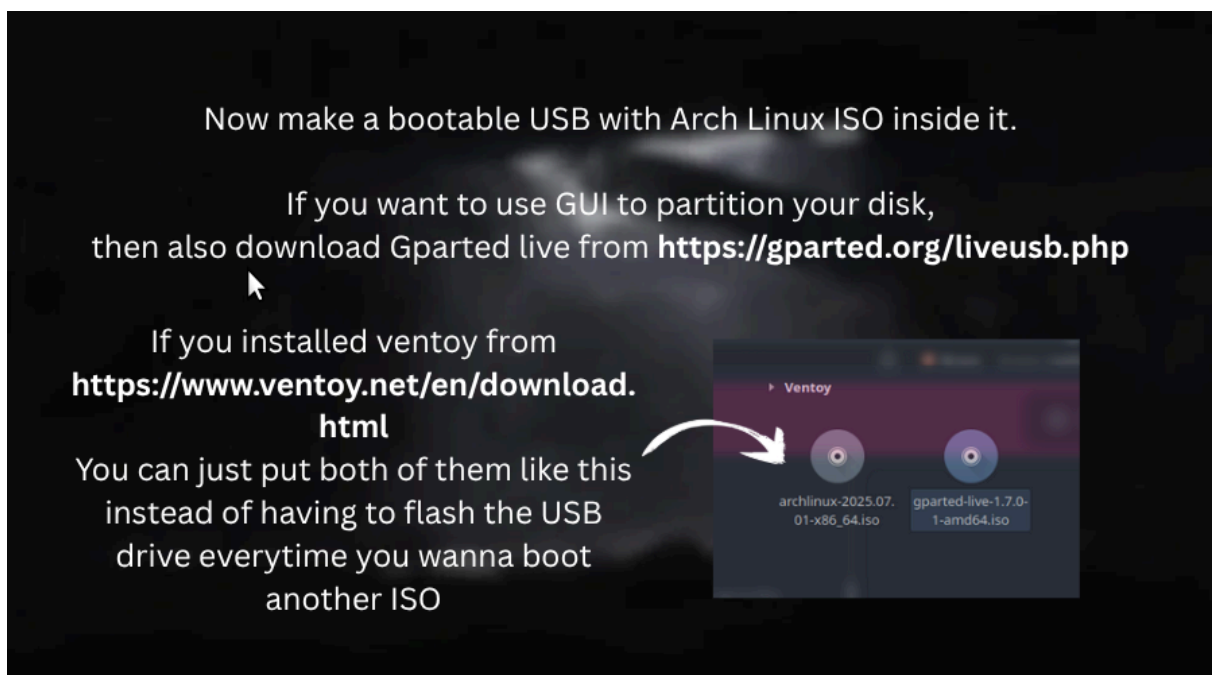 Now make a bootable USB with Arch Linux ISO inside it.
If you want to use GUI to partition your disk,
then also download Gparted live from https://gparted.org/liveusb.php
If you installed ventoy from
https://www.ventoy.net/en/download.
html
You can just put both of them like this
instead of having to flash the USB
drive everytime you wanna boot
another ISO
Ventoy
archlinux-2025.07.
01-x86_64.iso
gparted-live-1.7.0-
1-amd64.iso